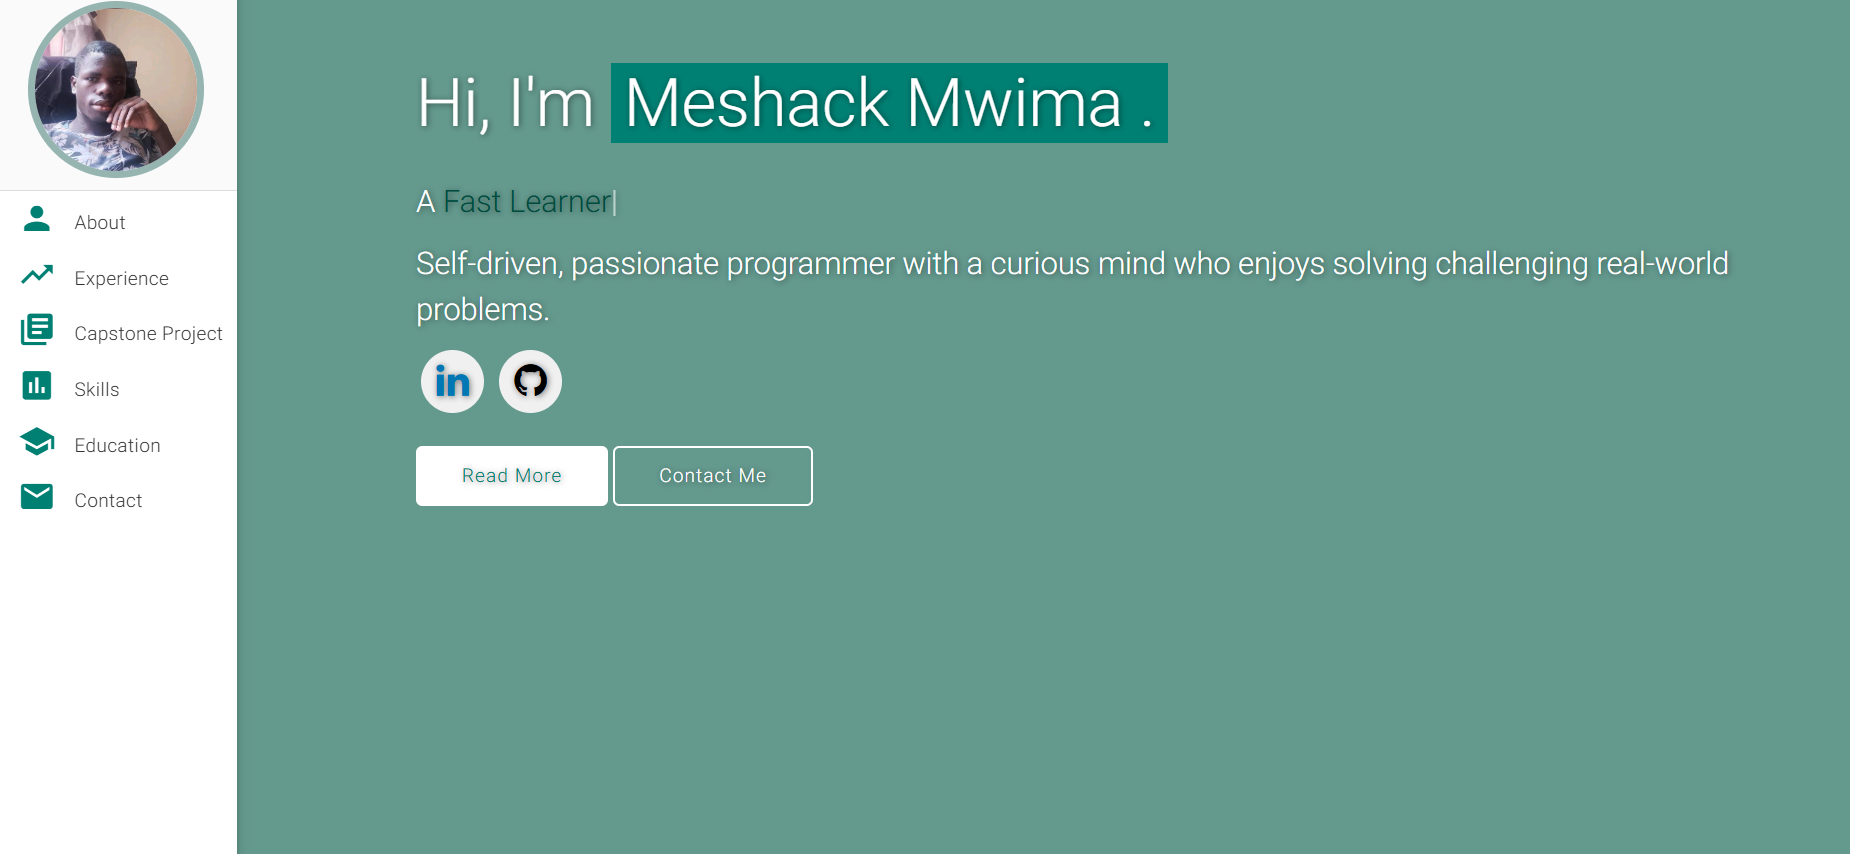 About
Experience
Capstone Project
Skills
Education
Contact
Hi, I'm Meshack Mwima .
A Fast Learner|
Self-driven, passionate programmer with a curious mind who enjoys solving challenging real-world
problems.
in
Read More
Contact Me